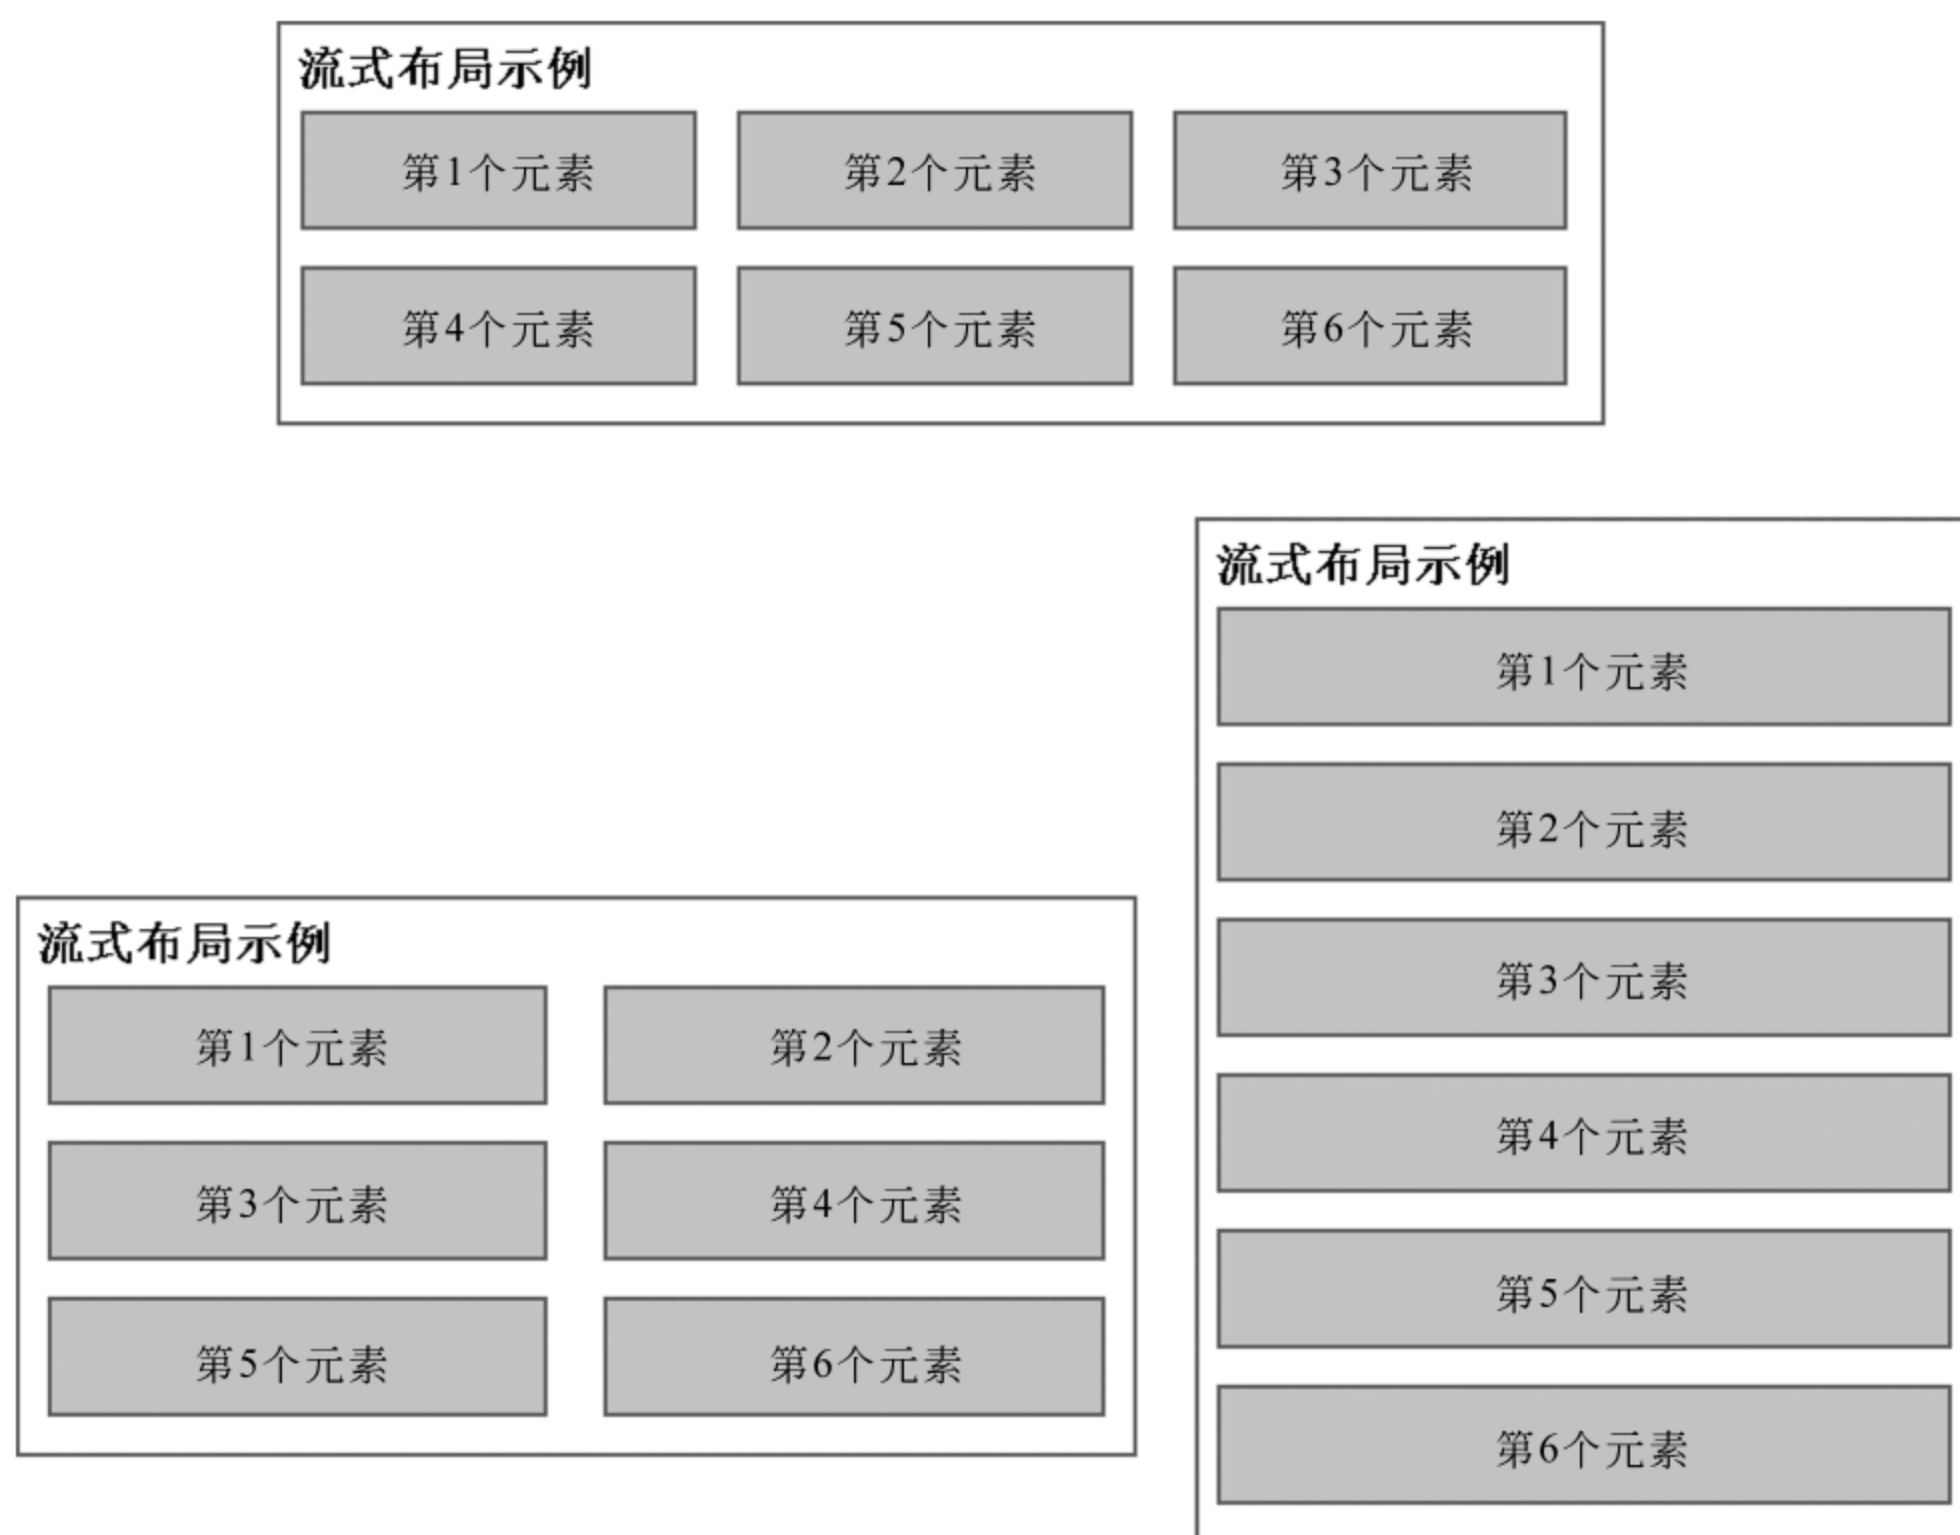 流式布局示例
第1个元素 第2个元素 第3个元素
第4个元素 第5个元素 第6个元素
流式布局示例
第1个元素 第2个元素
第3个元素 第4个元素
第5个元素 第6个元素
流式布局示例
第1个元素
第2个元素
第3个元素
第4个元素
第5个元素
第6个元素